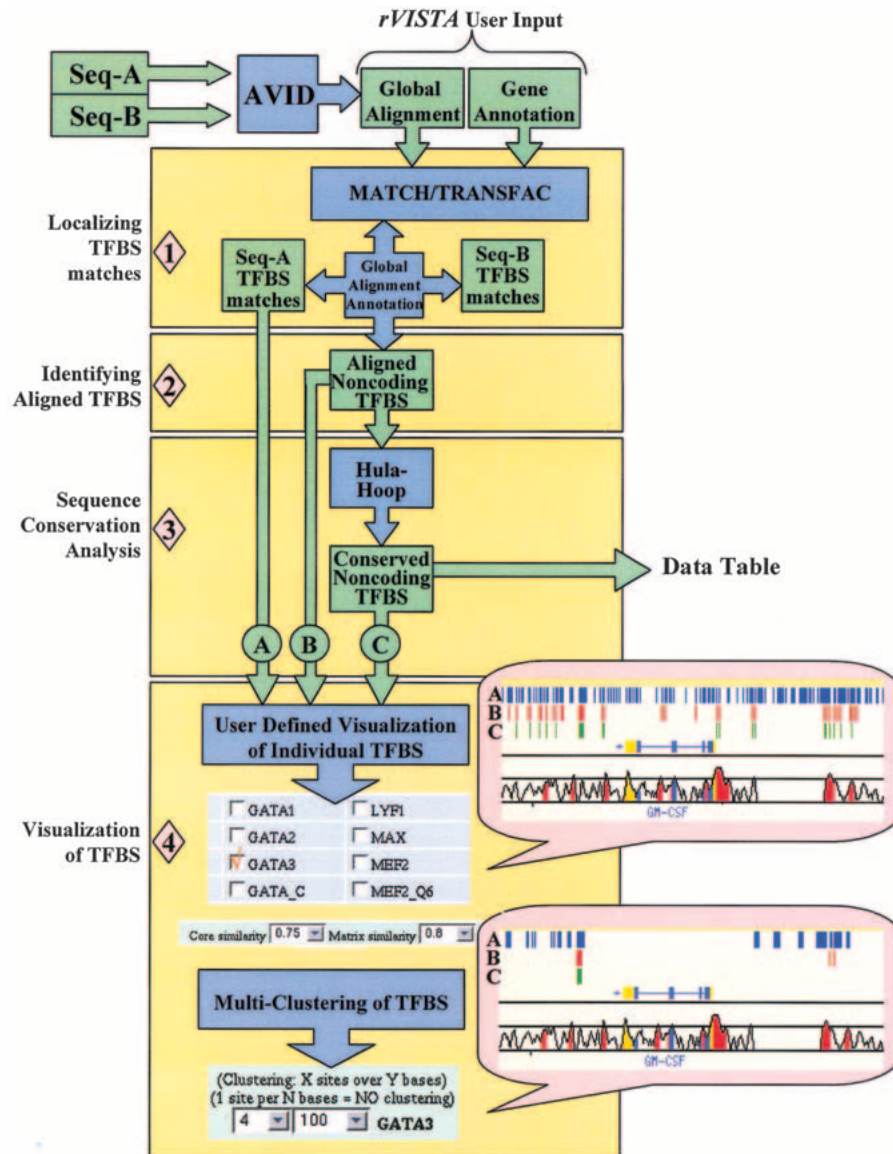 rVISTA User Input
Seq-A
Seq-B
AVID
Global
Alignment
Gene
Annotation
Localizing
TFBS
matches
1
MATCH/TRANSFAC
Seq-A
TFBS
matches
Global
Alignment
Annotation
Seq-B
TFBS
matches
Identifying
Aligned TFBS
2
Aligned
Noncoding
TFBS
Sequence
Conservation
Analysis
3
Hula-
Hoop
Conserved
Noncoding
TFBS
Data Table
A
B
C
Visualization
of TFBS
4
User Defined Visualization
of Individual TFBS
GATA1
LYF1
GATA2
MAX
GATA3
MEF2
GATA_C
MEF2_Q6
Core similarity 0.75 Matrix similarity 0.8
Multi-Clustering of TFBS
(Clustering: X sites over Y bases)
(1 site per N bases = NO clustering)
4 100 GATA3
A
B
C
GM-CSF
A
B
C
GM-CSF